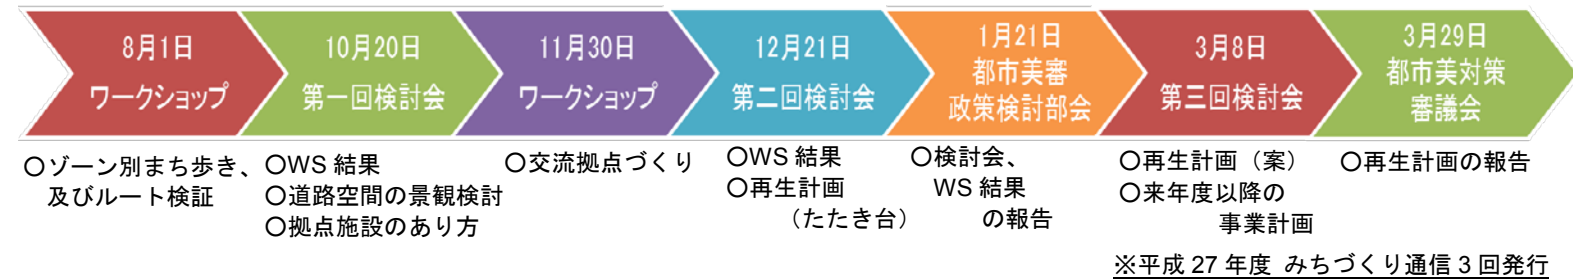 8月1日
ワークショップ
〇ゾーン別まち歩き、
及びルート検証
10月20日
第一回検討会
〇WS 結果
〇道路空間の景観検討
〇拠点施設のあり方
11月30日
ワークショップ
〇交流拠点づくり
12月21日
第二回検討会
〇WS 結果
〇再生計画
（たたき台）
1月21日
都市美審
政策検討部会
〇検討会、
WS 結果
の報告
3月8日
第三回検討会
〇再生計画（案）
〇来年度以降の
事業計画
3月29日
都市美対策
審議会
〇再生計画の報告
※平成 27 年度 みちづくり通信 3 回発行